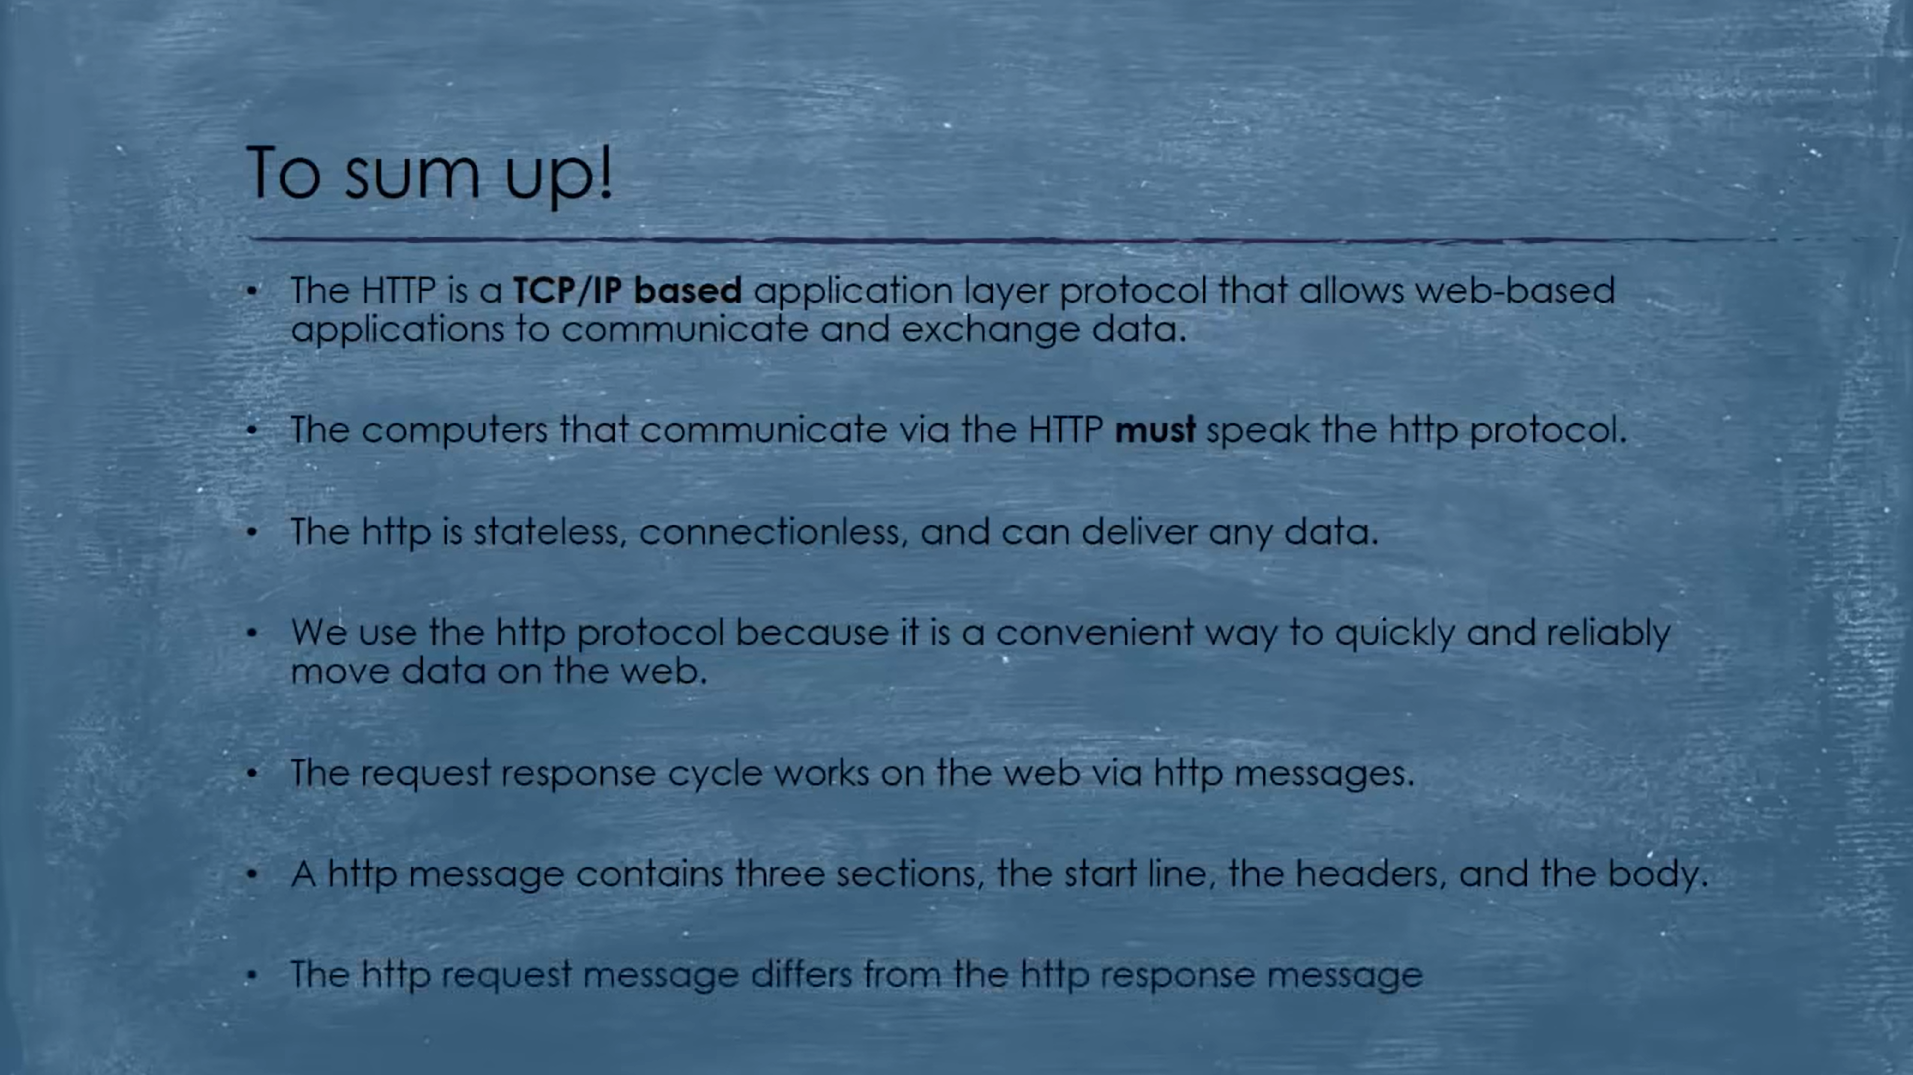 To sum up!
• The HTTP is a TCP/IP based application layer protocol that allows web-based
applications to communicate and exchange data.
• The computers that communicate via the HTTP must speak the http protocol.
• The http is stateless, connectionless, and can deliver any data.
• We use the http protocol because it is a convenient way to quickly and reliably
move data on the web.
• The request response cycle works on the web via http messages.
• A http message contains three sections, the start line, the headers, and the body.
• The http request message differs from the http response message